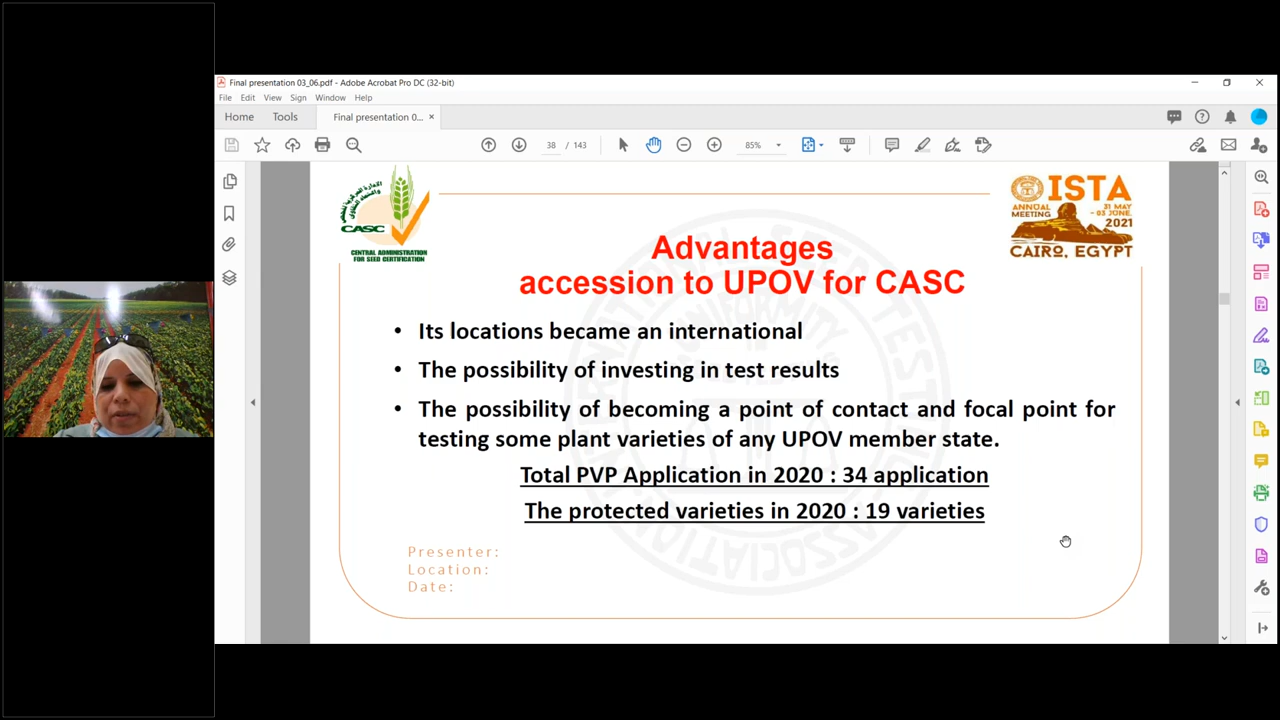 Final presentation 03_06.pdf - Adobe Acrobat Pro DC (32-bit)
File Edit View Sign Window Help
Home Tools Final presentation 0... ×
38 / 143 85%
CASC
CENTRAL ADMINISTRATION
FOR SEED CERTIFICATION
ISTA
ANNUAL MEETING 31 MAY - 03 JUNE. 2021
CAIRO, EGYPT
Advantages
accession to UPOV for CASC
• Its locations became an international
• The possibility of investing in test results
• The possibility of becoming a point of contact and focal point for
testing some plant varieties of any UPOV member state.
Total PVP Application in 2020 : 34 application
The protected varieties in 2020 : 19 varieties
Presenter:
Location:
Date: